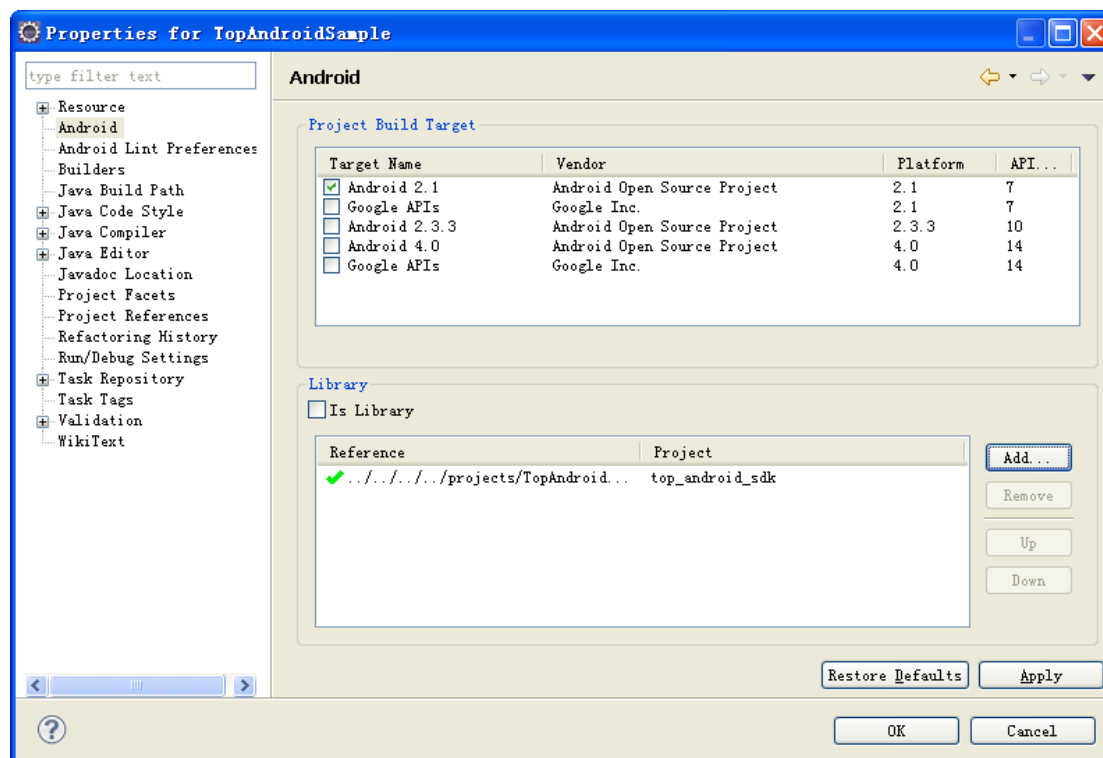 Properties for TopAndroidSample
type filter text
Android
Resource
Android
Android Lint Preferences
Builders
Java Build Path
Java Code Style
Java Compiler
Java Editor
Javadoc Location
Project Facets
Project References
Refactoring History
Run/Debug Settings
Task Repository
Task Tags
Validation
WikiText
Project Build Target
Target Name Vendor Platform API...
Android 2.1 Android Open Source Project 2.1 7
Google APIs Google Inc. 2.1 7
Android 2.3.3 Android Open Source Project 2.3.3 10
Android 4.0 Android Open Source Project 4.0 14
Google APIs Google Inc. 4.0 14
Library
Is Library
Reference Project
../../../../projects/TopAndroid... top_android_sdk
Add...
Remove
Up
Down
Restore Defaults Apply
? OK Cancel